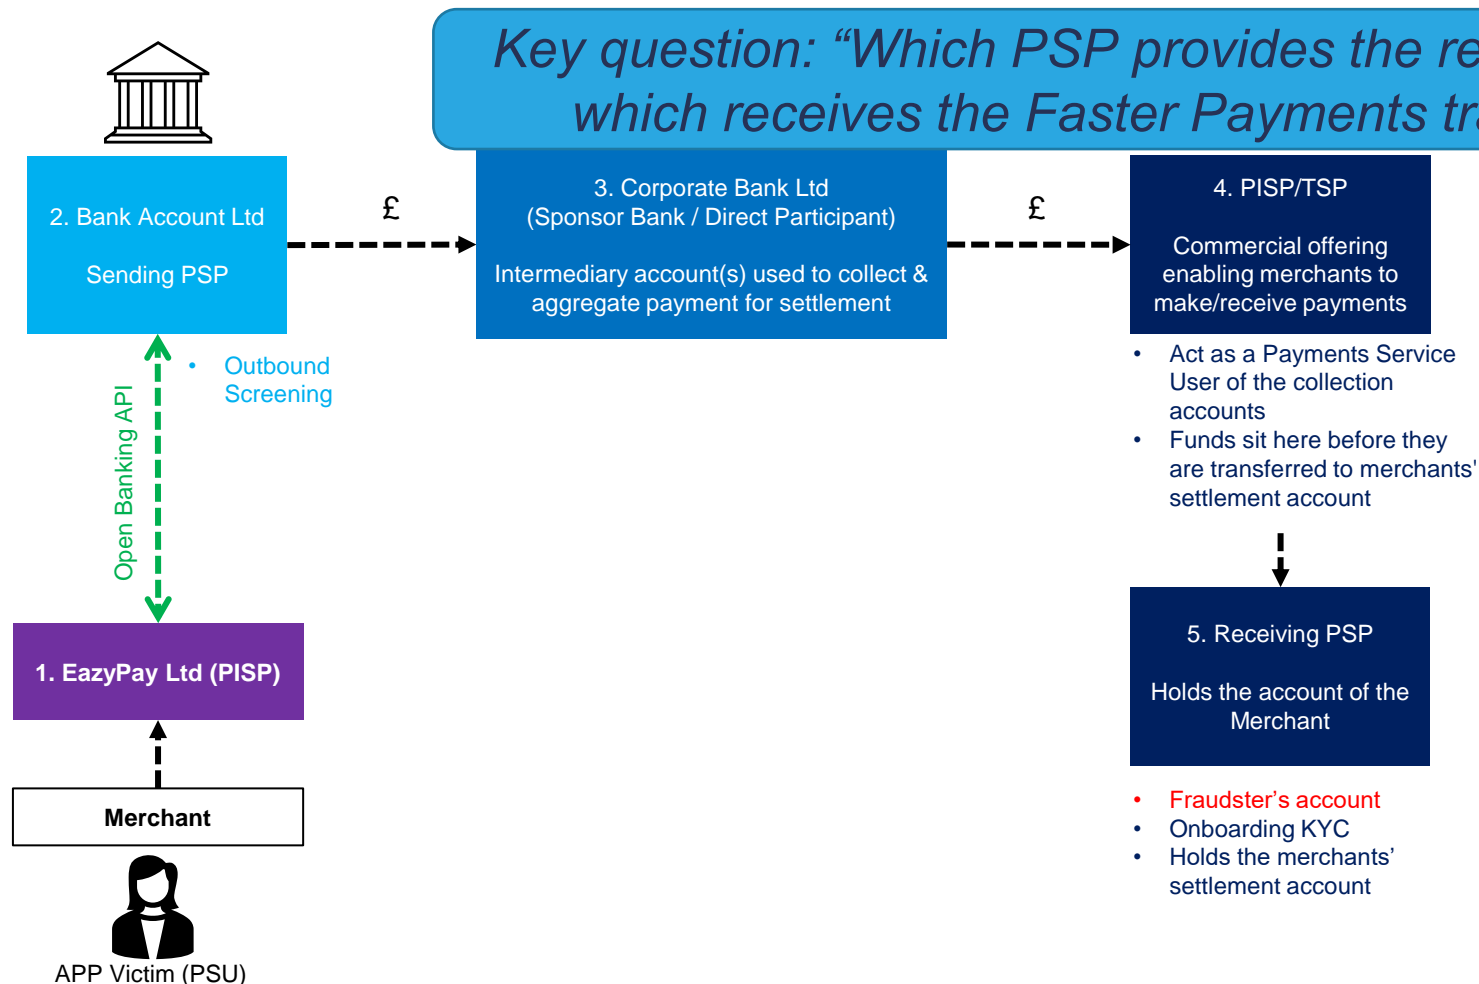 Key question: “Which PSP provides the re
which receives the Faster Payments tra
2. Bank Account Ltd
Sending PSP
£
3. Corporate Bank Ltd
(Sponsor Bank / Direct Participant)
Intermediary account(s) used to collect &
aggregate payment for settlement
£
4. PISP/TSP
Commercial offering
enabling merchants to
make/receive payments
• Outbound
Screening
• Act as a Payments Service
User of the collection
accounts
• Funds sit here before they
are transferred to merchants'
settlement account
Open Banking API
1. EazyPay Ltd (PISP)
Merchant
APP Victim (PSU)
5. Receiving PSP
Holds the account of the
Merchant
• Fraudster’s account
• Onboarding KYC
• Holds the merchants’
settlement account